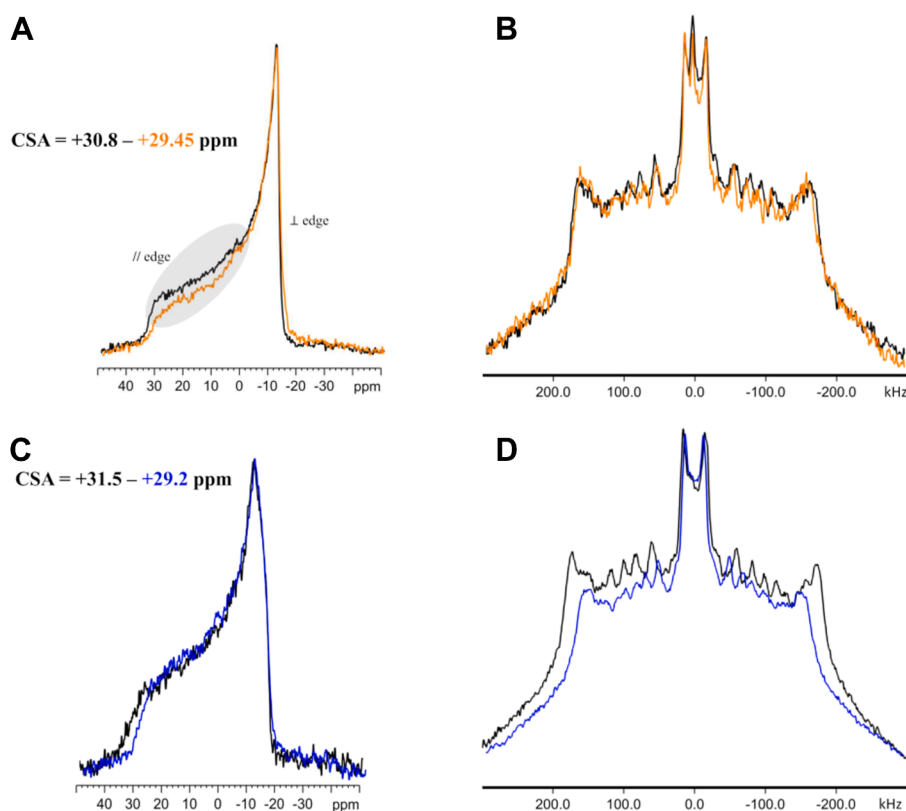 A
B
CSA = +30.8 – +29.45 ppm
// edge
⊥ edge
40 30 20 10 0 -10 -20 -30 ppm
200.0 100.0 0.0 -100.0 -200.0 kHz
C
D
CSA = +31.5 – +29.2 ppm
40 30 20 10 0 -10 -20 -30 ppm
200.0 100.0 0.0 -100.0 -200.0 kHz